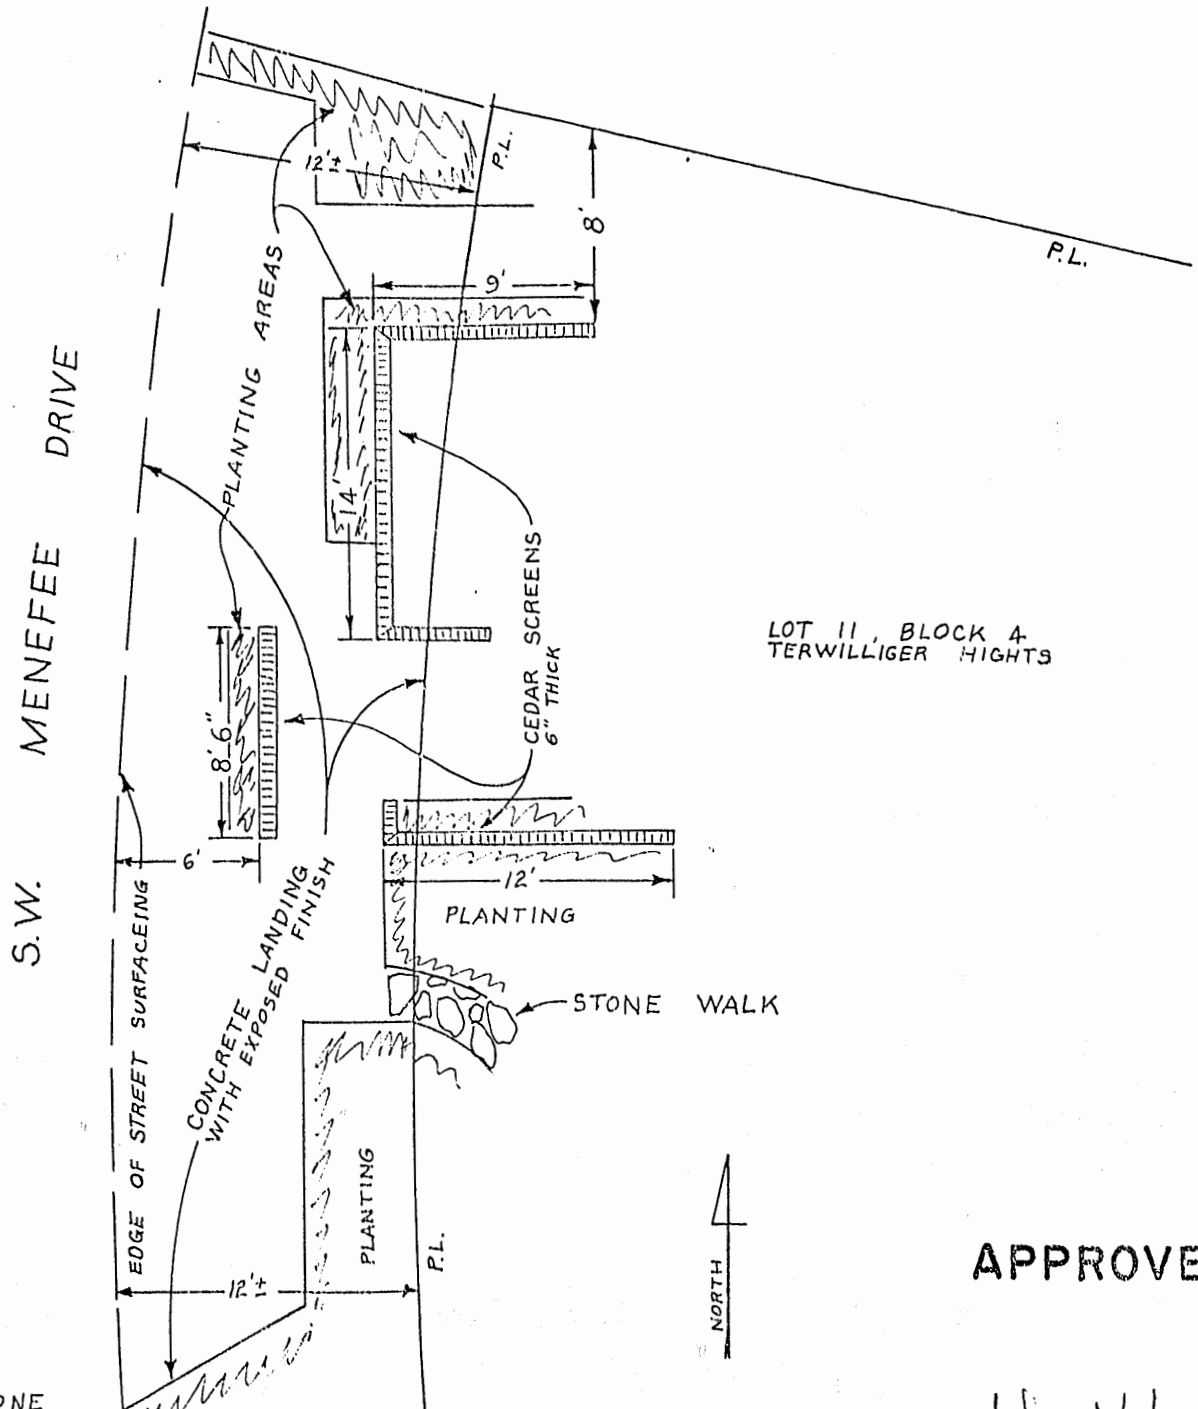 12'±
P.L.
8'
P.L.
9'
PLANTING AREAS
S.W. MENEFEE DRIVE
14'
CEDAR SCREENS
6" THICK
LOT 11, BLOCK 4
TERWILLIGER HIGHTS
8'-6"
6'
12'
PLANTING
STONE WALK
CONCRETE LANDING
WITH EXPOSED FINISH
EDGE OF STREET SURFACEING
PLANTING
P.L.
12'±
NORTH
APPROVE
ONE